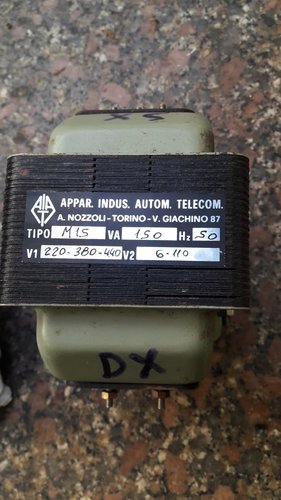 SX
APPAR. INDUS. AUTOM. TELECOM.
A. NOZZOLI-TORINO-V. GIACHINO 87
TIPO M15 VA 150 Hz 50
V1 220-380-440 V2 6-110
DX